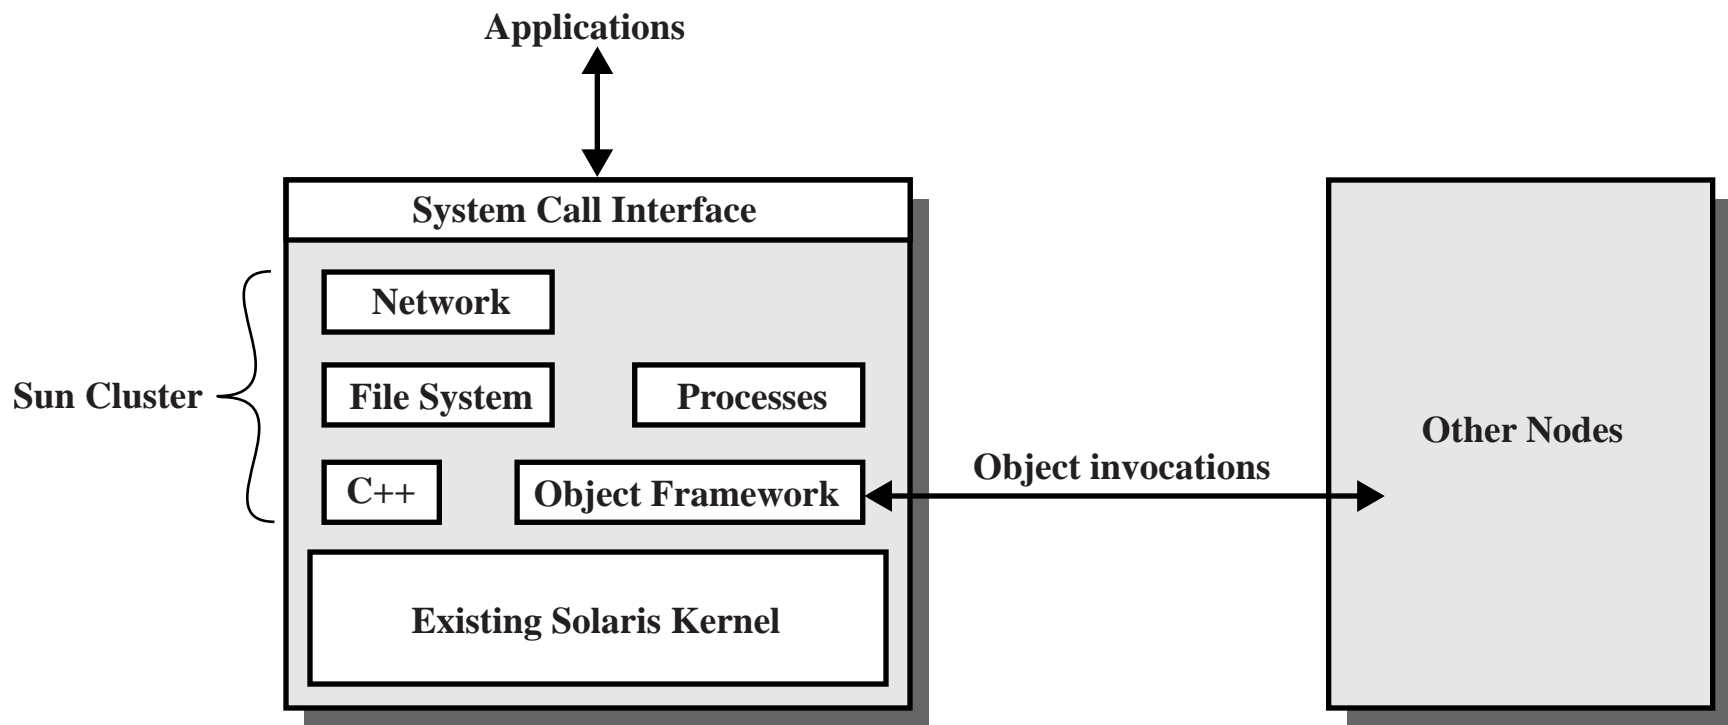 Applications
System Call Interface
Network
Sun Cluster
File System
Processes
Other Nodes
Object invocations
C++
Object Framework
Existing Solaris Kernel